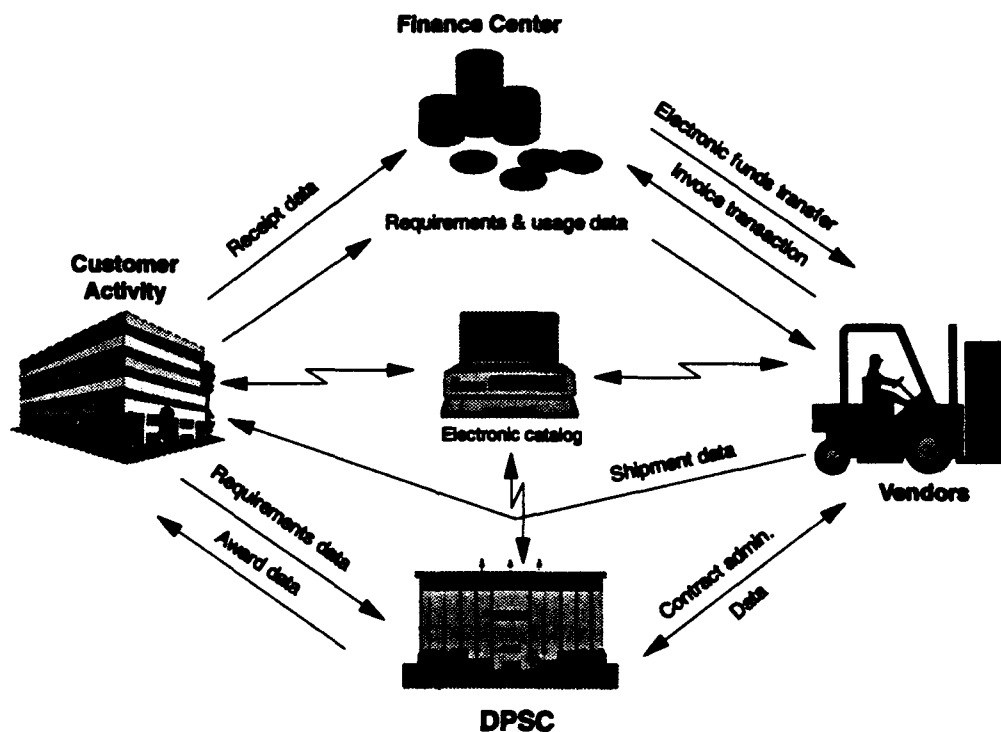 Finance Center
Electronic funds transfer
Invoice transaction
Receipt data
Requirements & usage data
Customer
Activity
Electronic catalog
Shipment data
Vendors
Requirements data
Award data
Contract admin.
Data
DPSC